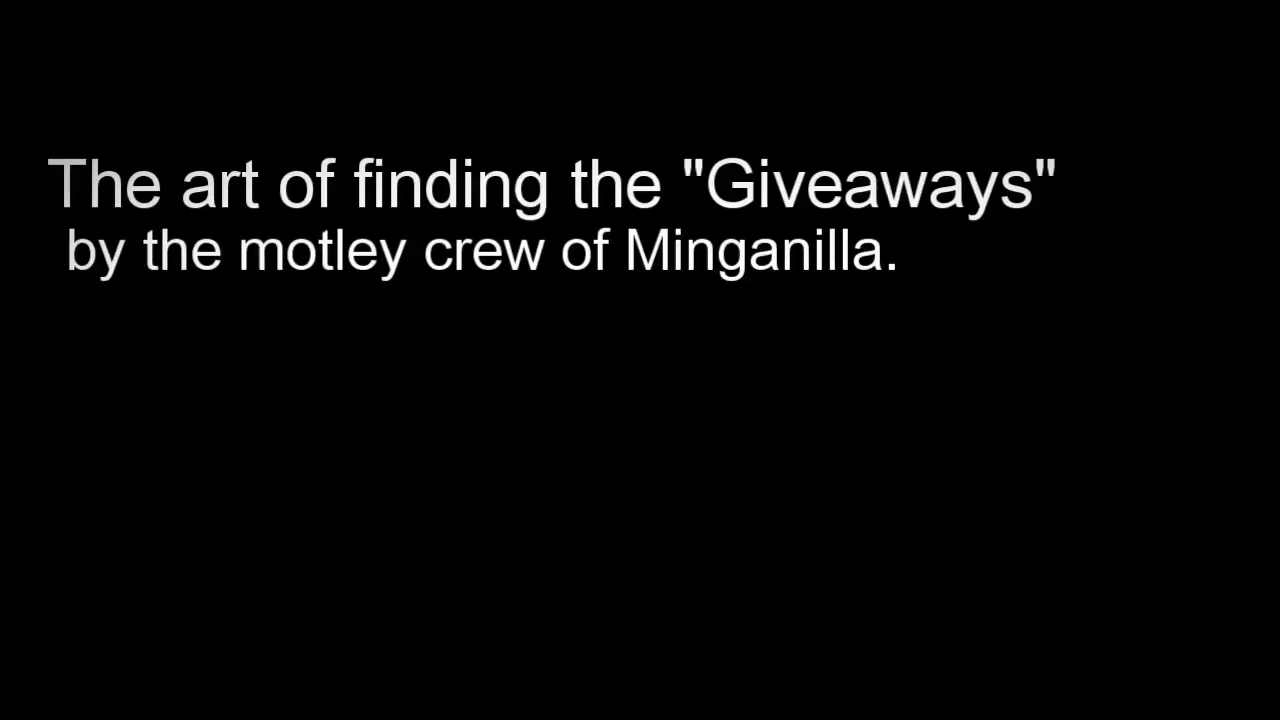 The art of finding the "Giveaways"
by the motley crew of Minganilla.